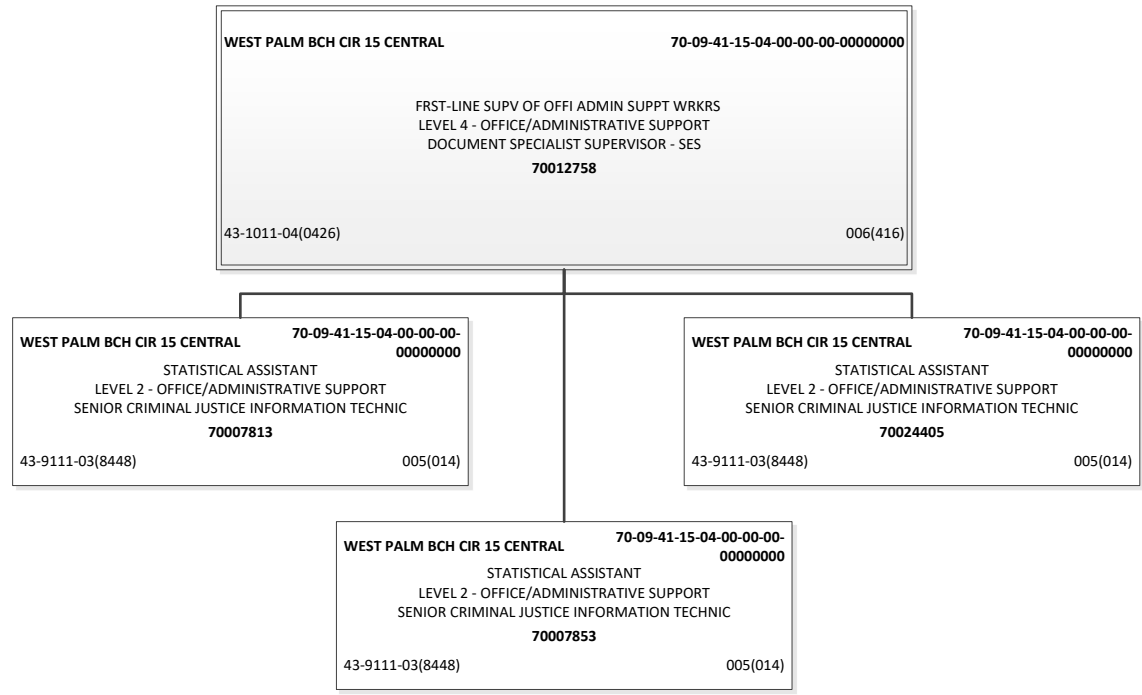 WEST PALM BCH CIR 15 CENTRAL 70-09-41-15-04-00-00-00-00000000
FRST-LINE SUPV OF OFFI ADMIN SUPPT WRKRS
LEVEL 4 - OFFICE/ADMINISTRATIVE SUPPORT
DOCUMENT SPECIALIST SUPERVISOR - SES
70012758
43-1011-04(0426) 006(416)
WEST PALM BCH CIR 15 CENTRAL 70-09-41-15-04-00-00-00-
00000000
STATISTICAL ASSISTANT
LEVEL 2 - OFFICE/ADMINISTRATIVE SUPPORT
SENIOR CRIMINAL JUSTICE INFORMATION TECHNIC
70007813
43-9111-03(8448) 005(014)
WEST PALM BCH CIR 15 CENTRAL 70-09-41-15-04-00-00-00-
00000000
STATISTICAL ASSISTANT
LEVEL 2 - OFFICE/ADMINISTRATIVE SUPPORT
SENIOR CRIMINAL JUSTICE INFORMATION TECHNIC
70024405
43-9111-03(8448) 005(014)
WEST PALM BCH CIR 15 CENTRAL 70-09-41-15-04-00-00-00-
00000000
STATISTICAL ASSISTANT
LEVEL 2 - OFFICE/ADMINISTRATIVE SUPPORT
SENIOR CRIMINAL JUSTICE INFORMATION TECHNIC
70007853
43-9111-03(8448) 005(014)